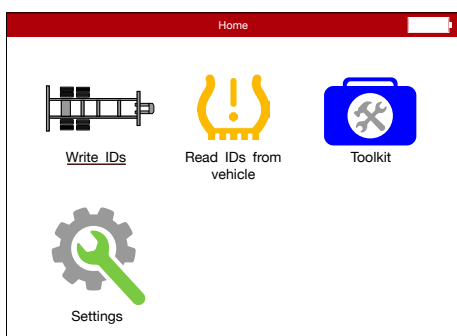 Home
Write IDs
Read IDs from
vehicle
Toolkit
Settings